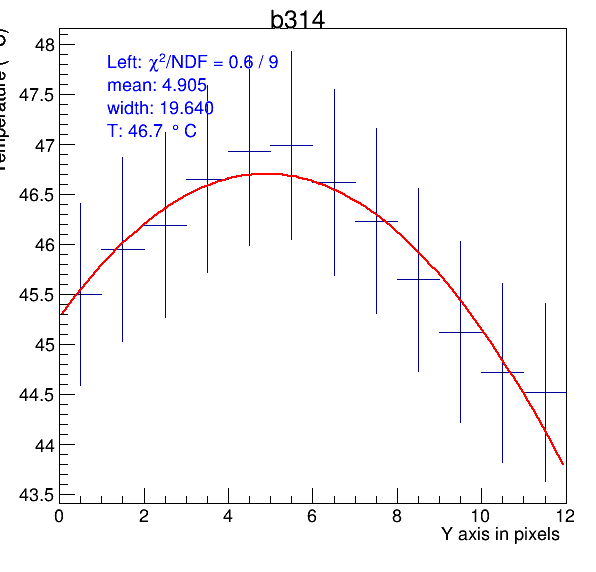 b314
Left: χ²/NDF = 0.6 / 9
mean: 4.905
width: 19.640
T: 46.7 ° C
48
47.5
47
46.5
46
45.5
45
44.5
44
43.5
0 2 4 6 8 10 12
Y axis in pixels